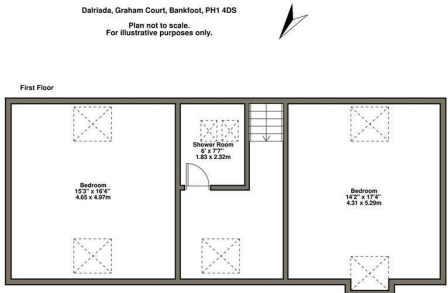 Dalriada, Graham Court, Bankfoot, PH1 4DS
Plan not to scale.
For illustrative purposes only.
First Floor
Shower Room
6' x 7'7"
1.83 x 2.32m
Bedroom
15'3" x 16'4"
4.65 x 4.97m
Bedroom
14'2" x 17'4"
4.31 x 5.29m